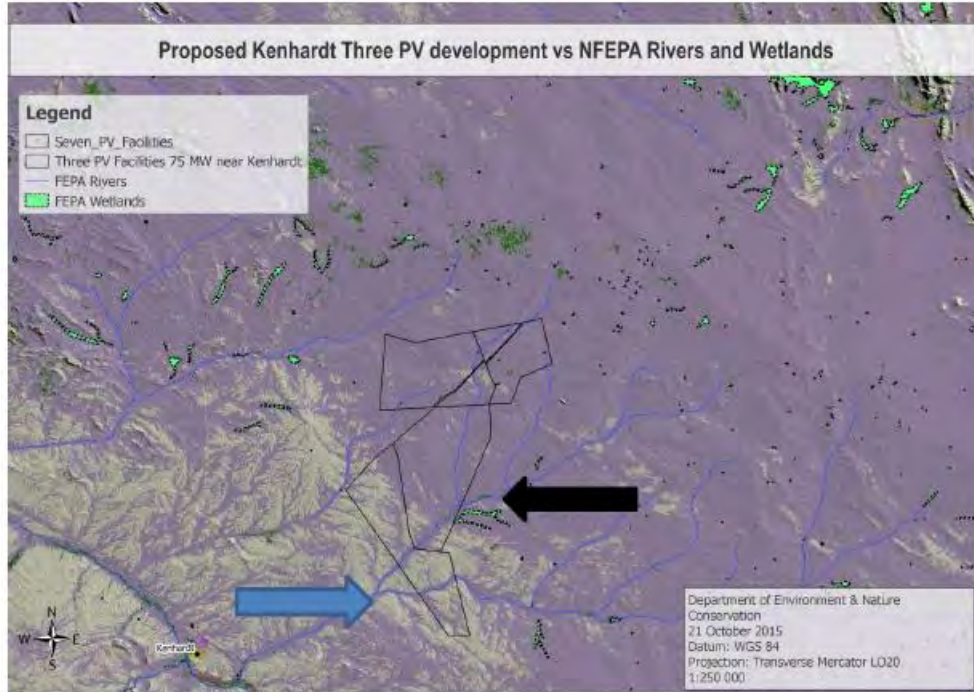 Proposed Kenhardt Three PV development vs NFEPA Rivers and Wetlands
Legend
Seven_PV_Facilities
Three PV Facilities 75 MW near Kenhardt
FEPA Rivers
FEPA Wetlands
N
W E
S
Kenhardt
Department of Environment & Nature
Conservation
21 October 2015
Datum: WGS 84
Projection: Transverse Mercator LO20
1:250 000